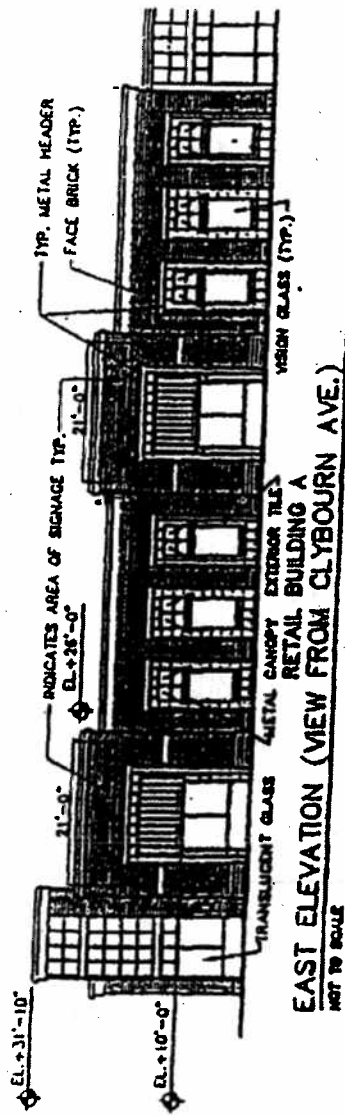 EL.+31'-10"
EL.+10'-0"
21'-0"
INDICATES AREA OF SIGNAGE TYP.
EL.+26'-0"
21'-0"
TYP. METAL HEADER
FACE BRICK (TYP.)
TRANSLUCENT GLASS
METAL CANOPY
EXTERIOR TILE
VISION GLASS (TYP.)
RETAIL BUILDING A
EAST ELEVATION (VIEW FROM CLYBOURN AVE.)
NOT TO SCALE